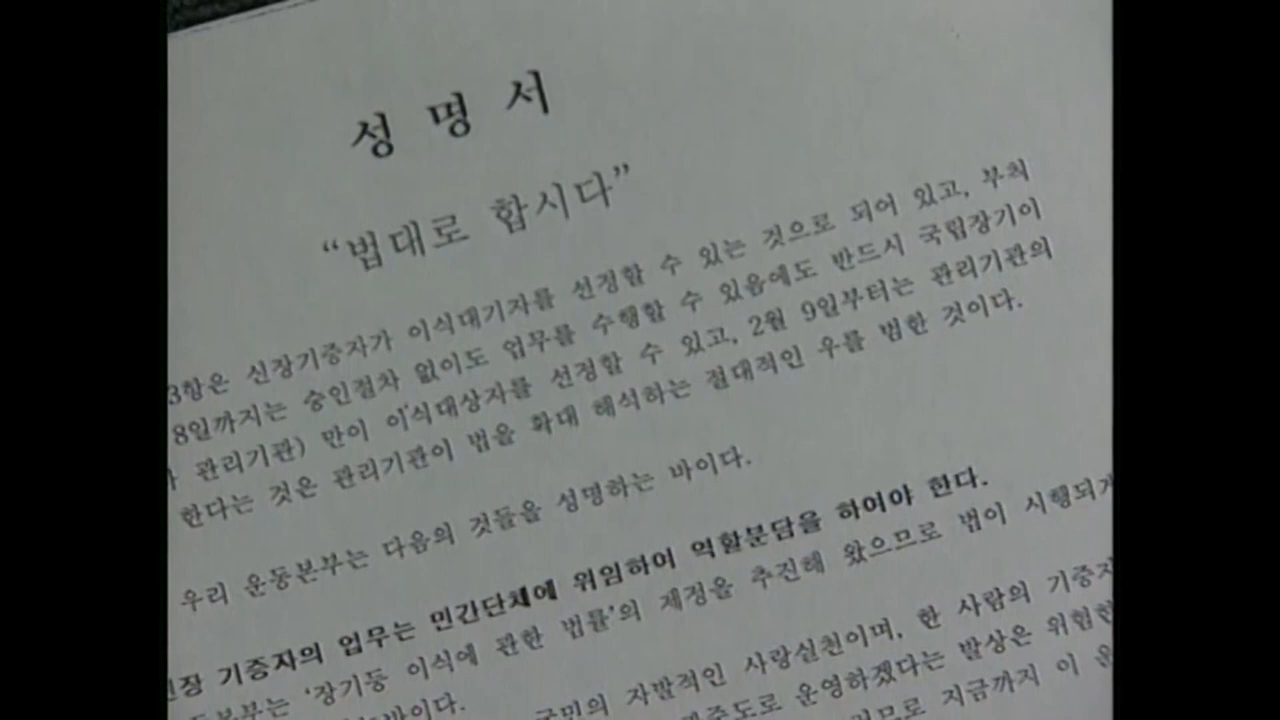 성 명 서
“법대로 합시다”
3항은 신장기증자가 이식대기자를 선정할 수 있는 것으로 되어 있고, 부칙
8일까지는 승인절차 없이도 업무를 수행할 수 있음에도 반드시 국립장기이
관리기관) 만이 이식대상자를 선정할 수 있고, 2월 9일부터는 관리기관의
한다는 것은 관리기관이 법을 확대 해석하는 절대적인 우를 범한 것이다.
우리 운동본부는 다음의 것들을 성명하는 바이다.
기증자의 업무는 민간단체에 위임하여 역할분담을 하여야 한다.
‘장기등 이식에 관한 법률’의 제정을 추진해 왔으므로 법이 시행되
바이다.
국민의 자발적인 사랑실천이며, 한 사람의 기증자
운영하겠다는 발상은 위험한
지금까지 이